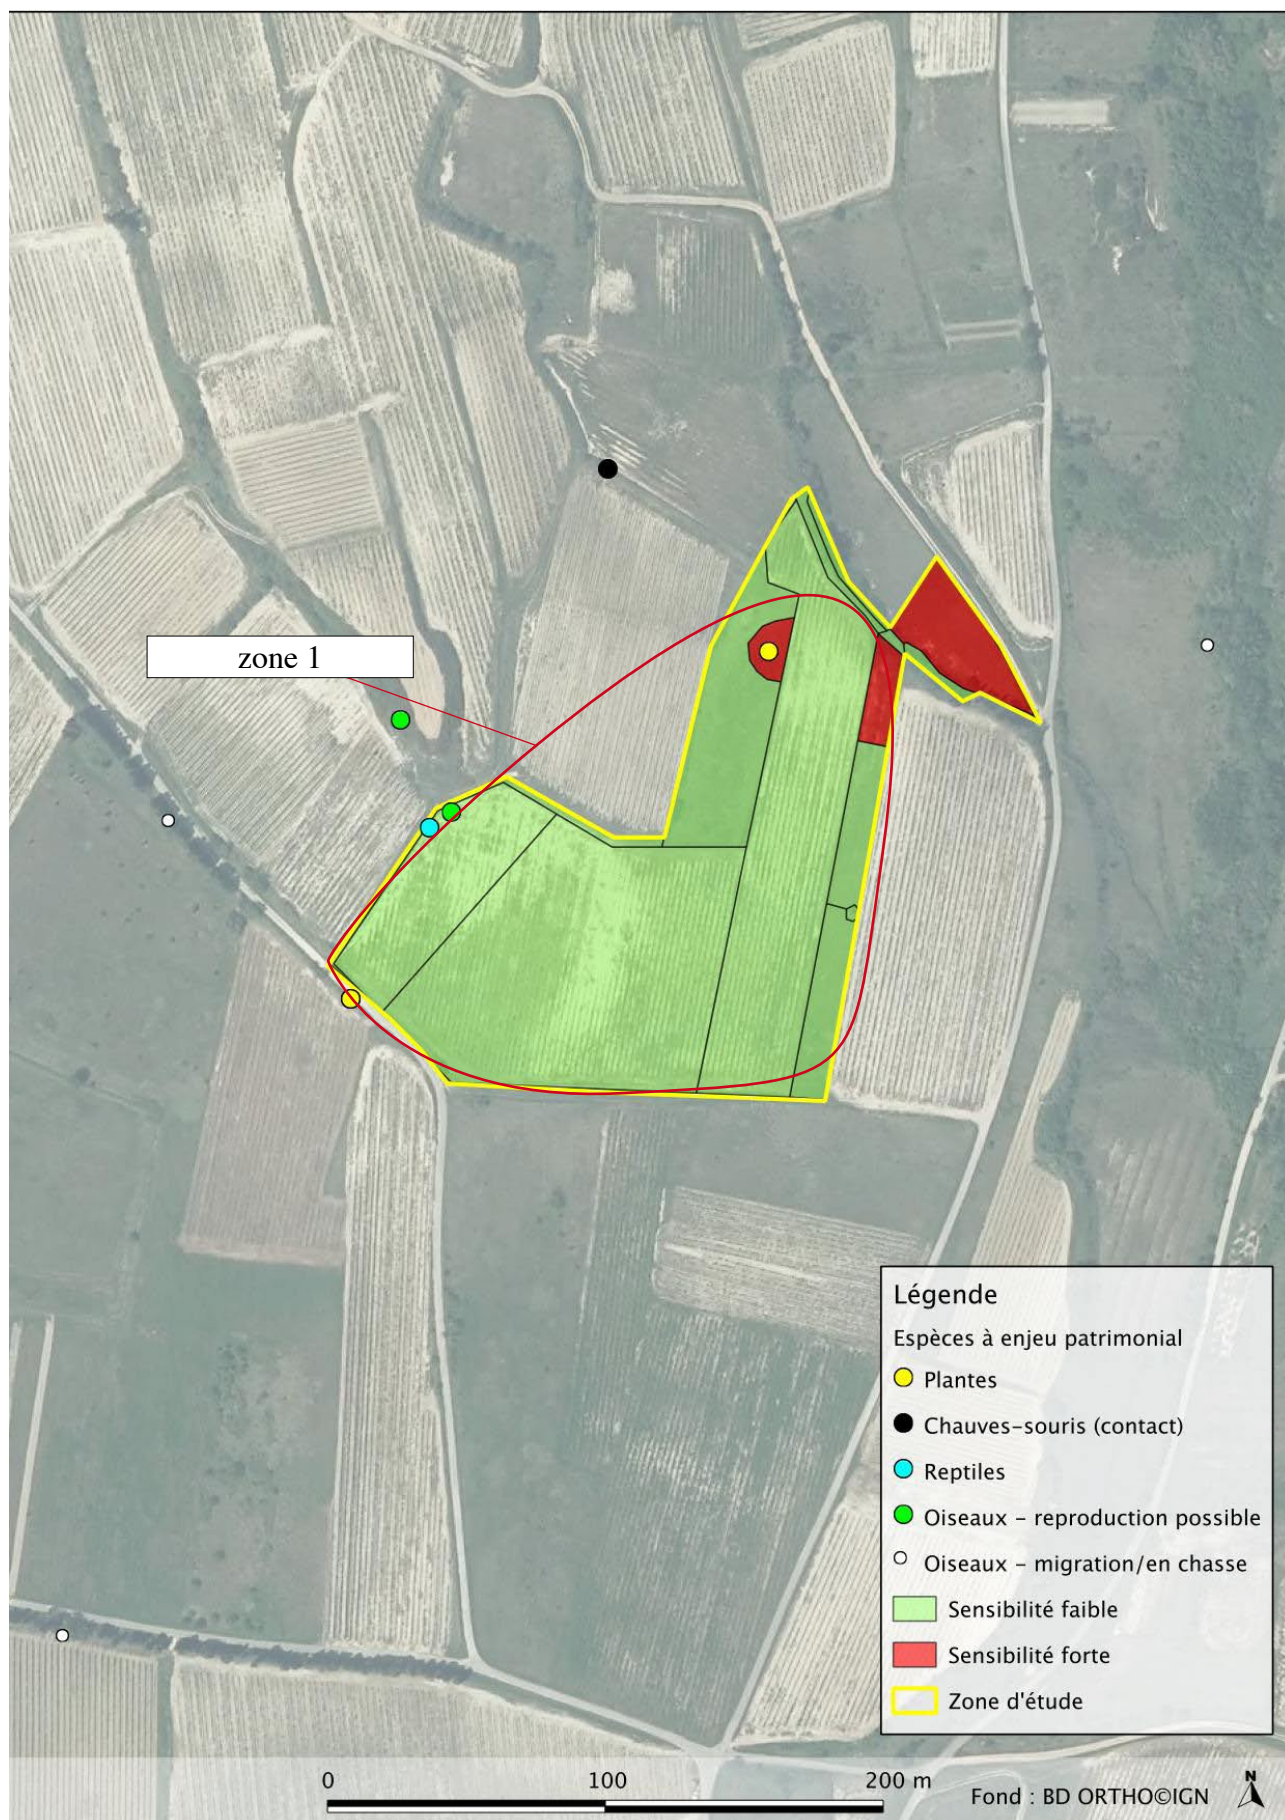 zone 1
Légende
Espèces à enjeu patrimonial
Plantes
Chauves-souris (contact)
Reptiles
Oiseaux - reproduction possible
Oiseaux - migration/en chasse
Sensibilité faible
Sensibilité forte
Zone d'étude
0 100 200 m
Fond : BD ORTHO©IGN
N